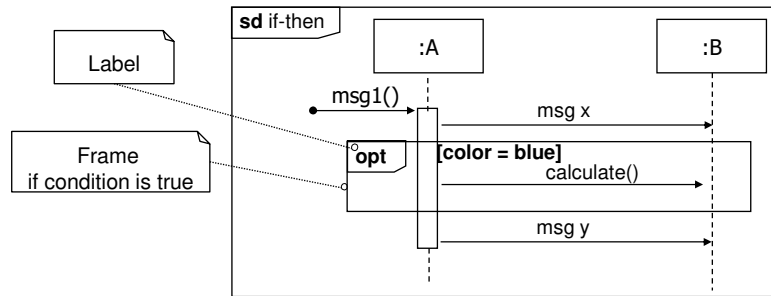 sd if-then
:A
:B
Label
msg1()
msg x
opt
[color = blue]
Frame
if condition is true
calculate()
msg y